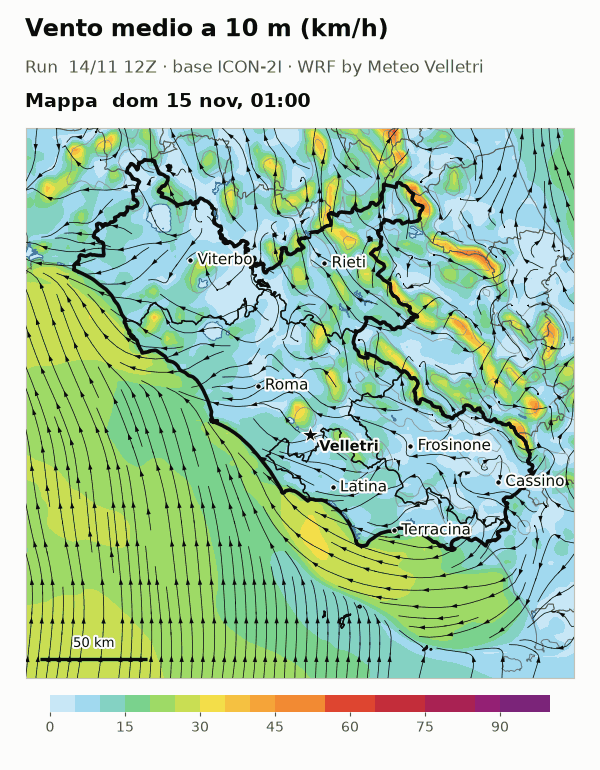 Vento medio a 10 m (km/h)
Run 14/11 12Z · base ICON-2I · WRF by Meteo Velletri
Mappa dom 15 nov, 01:00
Viterbo
Rieti
Roma
Velletri
Frosinone
Latina
Cassino
Terracina
50 km
0 15 30 45 60 75 90